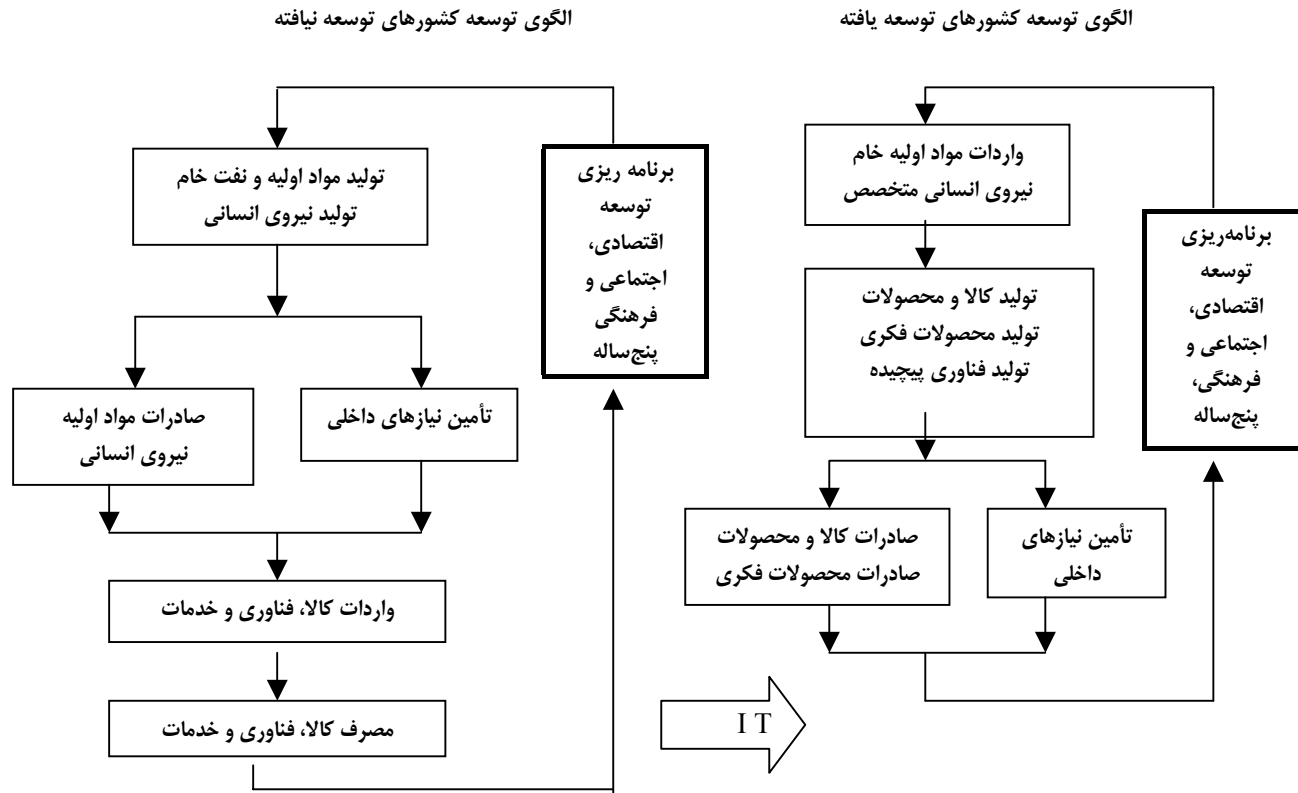 الگوی توسعه کشورهای توسعه یافته
واردات مواد اولیه خام
نیروی انسانی متخصص
تولید کالا و محصولات
تولید محصولات فکری
تولید فناوری پیچیده
تأمین نیازهای
داخلی
صادرات کالا و محصولات
صادرات محصولات فکری
برنامه‌ریزی
توسعه
اقتصادی،
اجتماعی و
فرهنگی،
پنج‌ساله
الگوی توسعه کشورهای توسعه نیافته
تولید مواد اولیه و نفت خام
تولید نیروی انسانی
تأمین نیازهای داخلی
صادرات مواد اولیه
نیروی انسانی
واردات کالا، فناوری و خدمات
مصرف کالا، فناوری و خدمات
برنامه ریزی
توسعه
اقتصادی،
اجتماعی و
فرهنگی
پنج‌ساله
I T